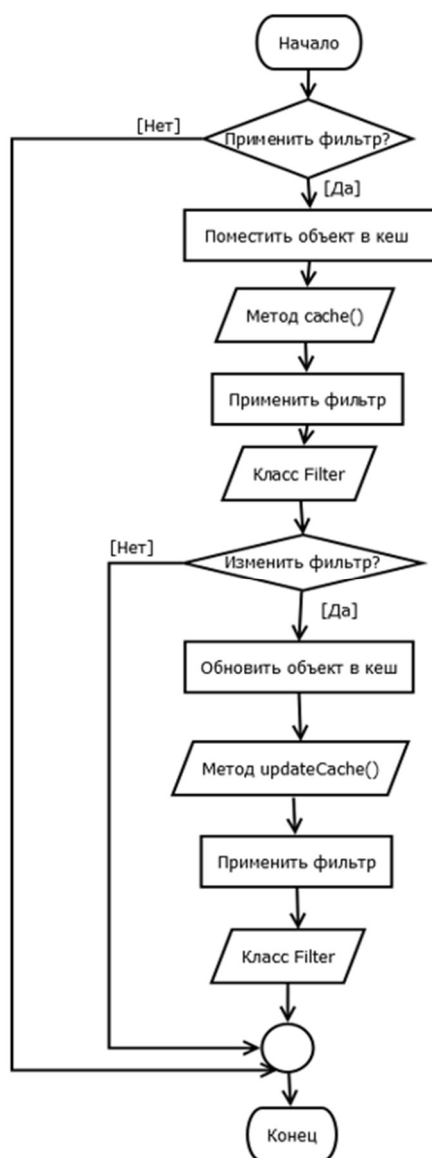 Начало
[Нет]
Применить фильтр?
[Да]
Поместить объект в кеш
Метод cache()
Применить фильтр
Класс Filter
[Нет]
Изменить фильтр?
[Да]
Обновить объект в кеш
Метод updateCache()
Применить фильтр
Класс Filter
Конец